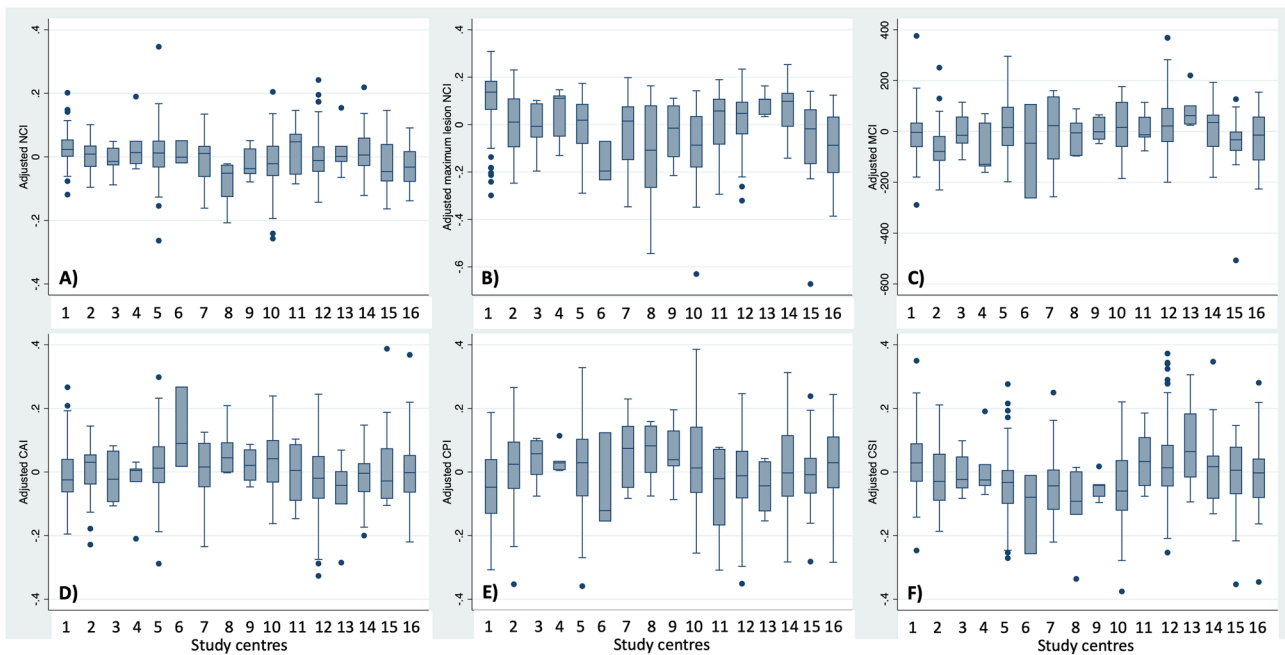 .4 .2 0 -.2 -.4
Adjusted NCI
A)
1 2 3 4 5 6 7 8 9 10 11 12 13 14 15 16
.4 .2 0 -.2 -.4 -.6
Adjusted maximum lesion NCI
B)
1 2 3 4 5 6 7 8 9 10 11 12 13 14 15 16
400 200 0 -200 -400 -600
Adjusted MCI
C)
1 2 3 4 5 6 7 8 9 10 11 12 13 14 15 16
.4 .2 0 -.2 -.4
Adjusted CAI
D)
1 2 3 4 5 6 7 8 9 10 11 12 13 14 15 16
Study centres
.4 .2 0 -.2 -.4
Adjusted CPI
E)
1 2 3 4 5 6 7 8 9 10 11 12 13 14 15 16
Study centres
.4 .2 0 -.2 -.4
Adjusted CSI
F)
1 2 3 4 5 6 7 8 9 10 11 12 13 14 15 16
Study centres